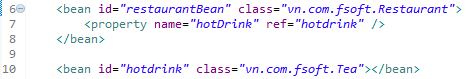 6 <bean id="restaurantBean" class="vn.com.fsoft.Restaurant">
7 <property name="hotDrink" ref="hotdrink" />
8 </bean>
9
10 <bean id="hotdrink" class="vn.com.fsoft.Tea"></bean>